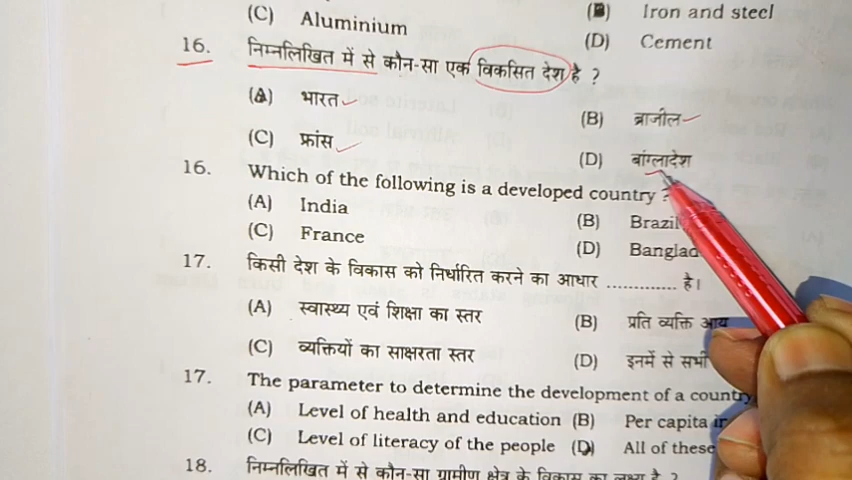 (C) Aluminium (B) Iron and steel
(D) Cement
16. निम्नलिखित में से कौन-सा एक विकसित देश है ?
(A) भारत (B) ब्राजील
(C) फ्रांस (D) बांग्लादेश
16. Which of the following is a developed country ?
(A) India (B) Brazil
(C) France (D)
17. किसी देश के विकास को निर्धारित करने का आधार ............. है।
(A) स्वास्थ्य एवं शिक्षा का स्तर (B) प्रति व्यक्ति आय
(C) व्यक्तियों का साक्षरता स्तर (D) इनमें से सभी
17. The parameter to determine the development of a country
(A) Level of health and education (B) Per capita
(C) Level of literacy of the people (D) All of these
18. निम्नलिखित में से कौन-सा ग्रामीण क्षेत्र के विकास का लक्ष्य है ?